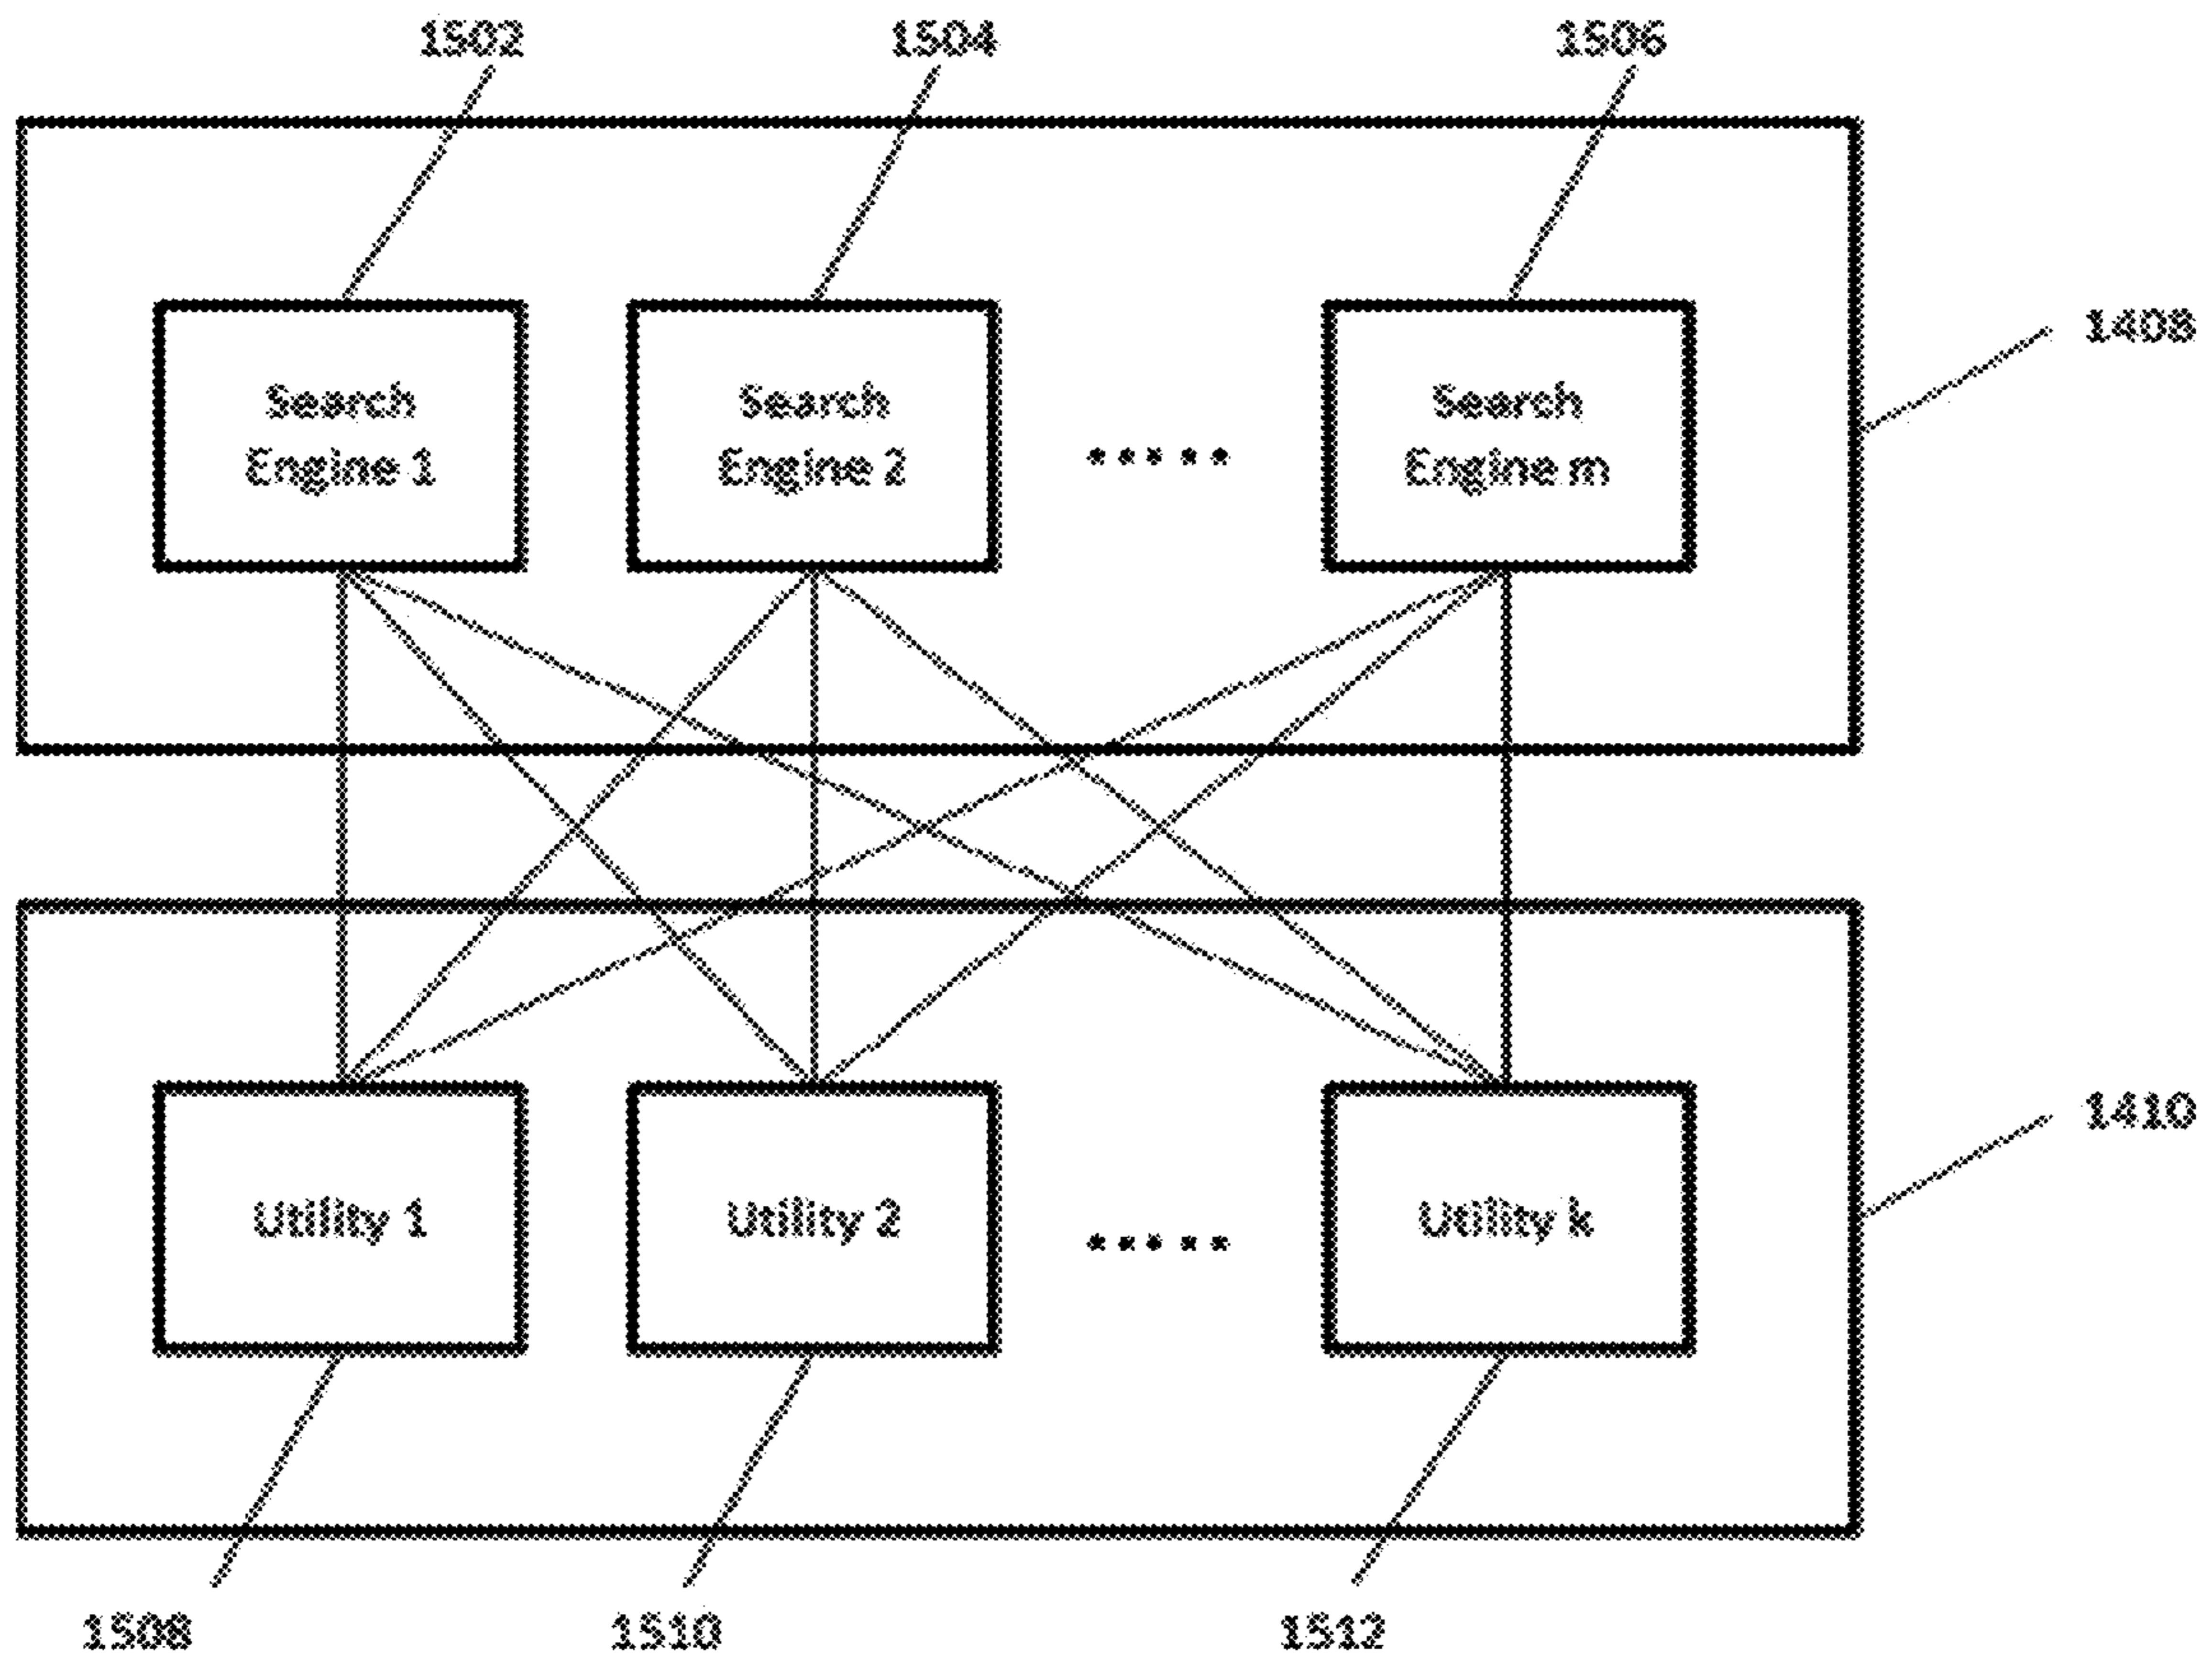 1502 1504 1506
Search Search Search
Engine 1 Engine 2 ..... Engine m
1408
Utility 1 Utility 2 ..... Utility k
1410
1508 1510 1512